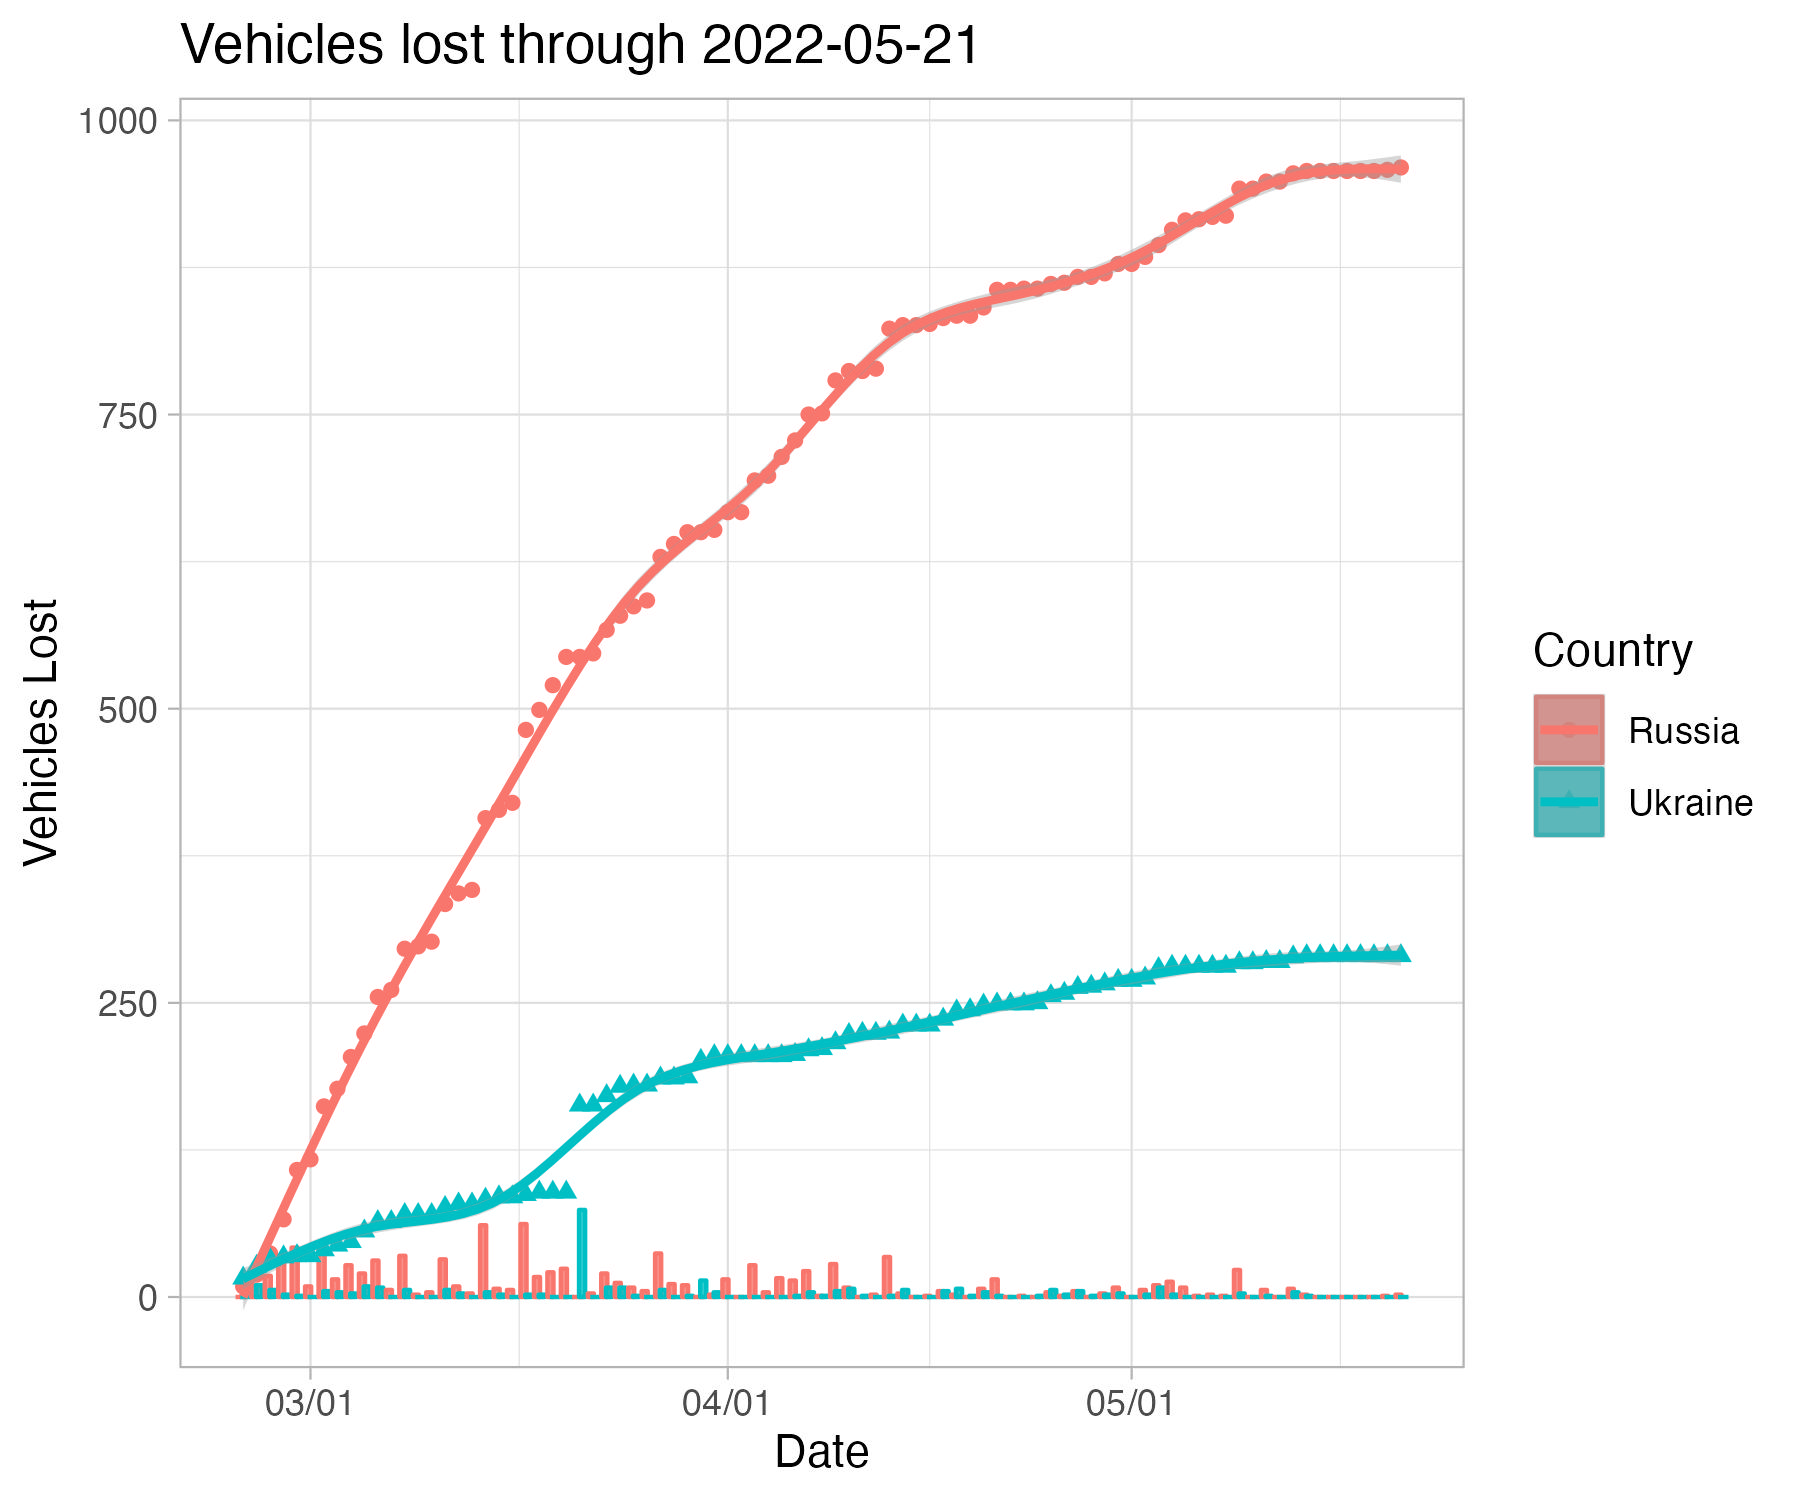 Vehicles lost through 2022-05-21
1000
750
500
250
0
Vehicles Lost
03/01
04/01
05/01
Date
Country
Russia
Ukraine